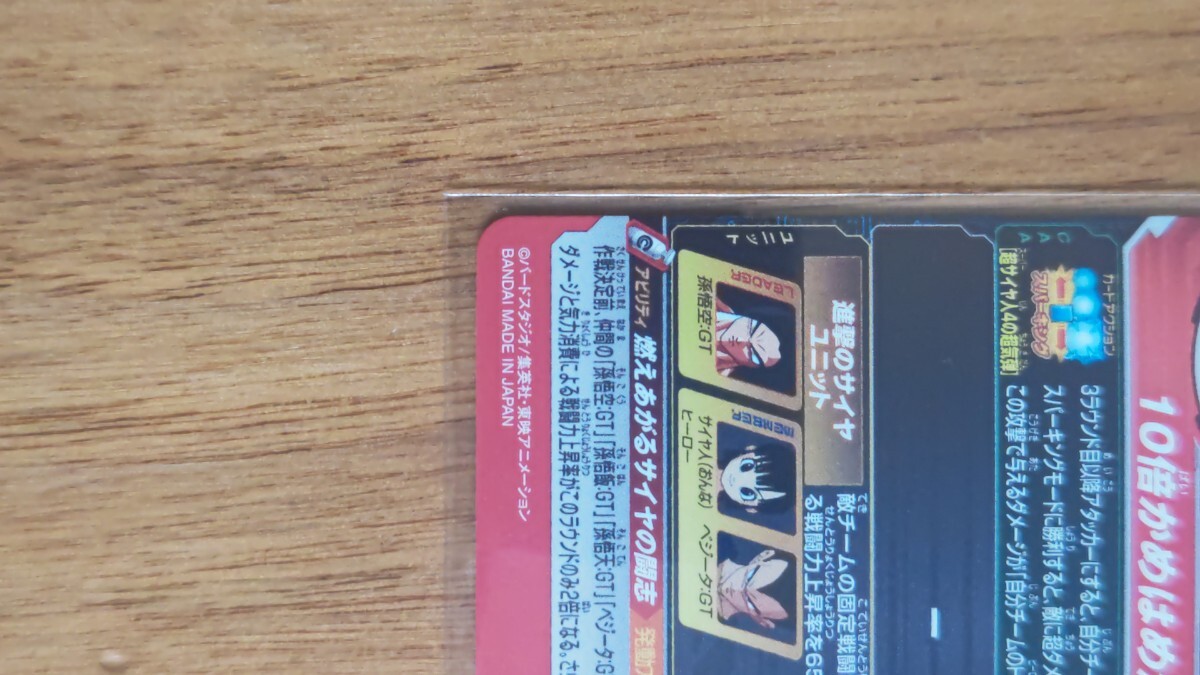 10倍かめはめ
カードアクション
スパーキング
CAA
[超サイヤ人4の超気弾]
3ラウンド目以降アタッカーにすると、自分チー
スパーキングモードに勝利すると、敵に超ダメ
この攻撃で与えるダメージが「自分チームのH
ユニット
進撃のサイヤ
ユニット
LEADER
孫悟空:GT
MEMBER
サイヤ人(おんな)
ヒーロー
ベジータ:GT
敵チームの固定戦闘
る戦闘力上昇率を65
アビリティ 燃えあがるサイヤの闘志 発動
作戦決定前、仲間の「孫悟空:GT」「孫悟飯:GT」「孫悟天:GT」「ベジータ:G
ダメージと気力消費による戦闘力上昇率がこのラウンドのみ2倍になる。さ
©バードスタジオ/集英社・東映アニメーション
BANDAI MADE IN JAPAN